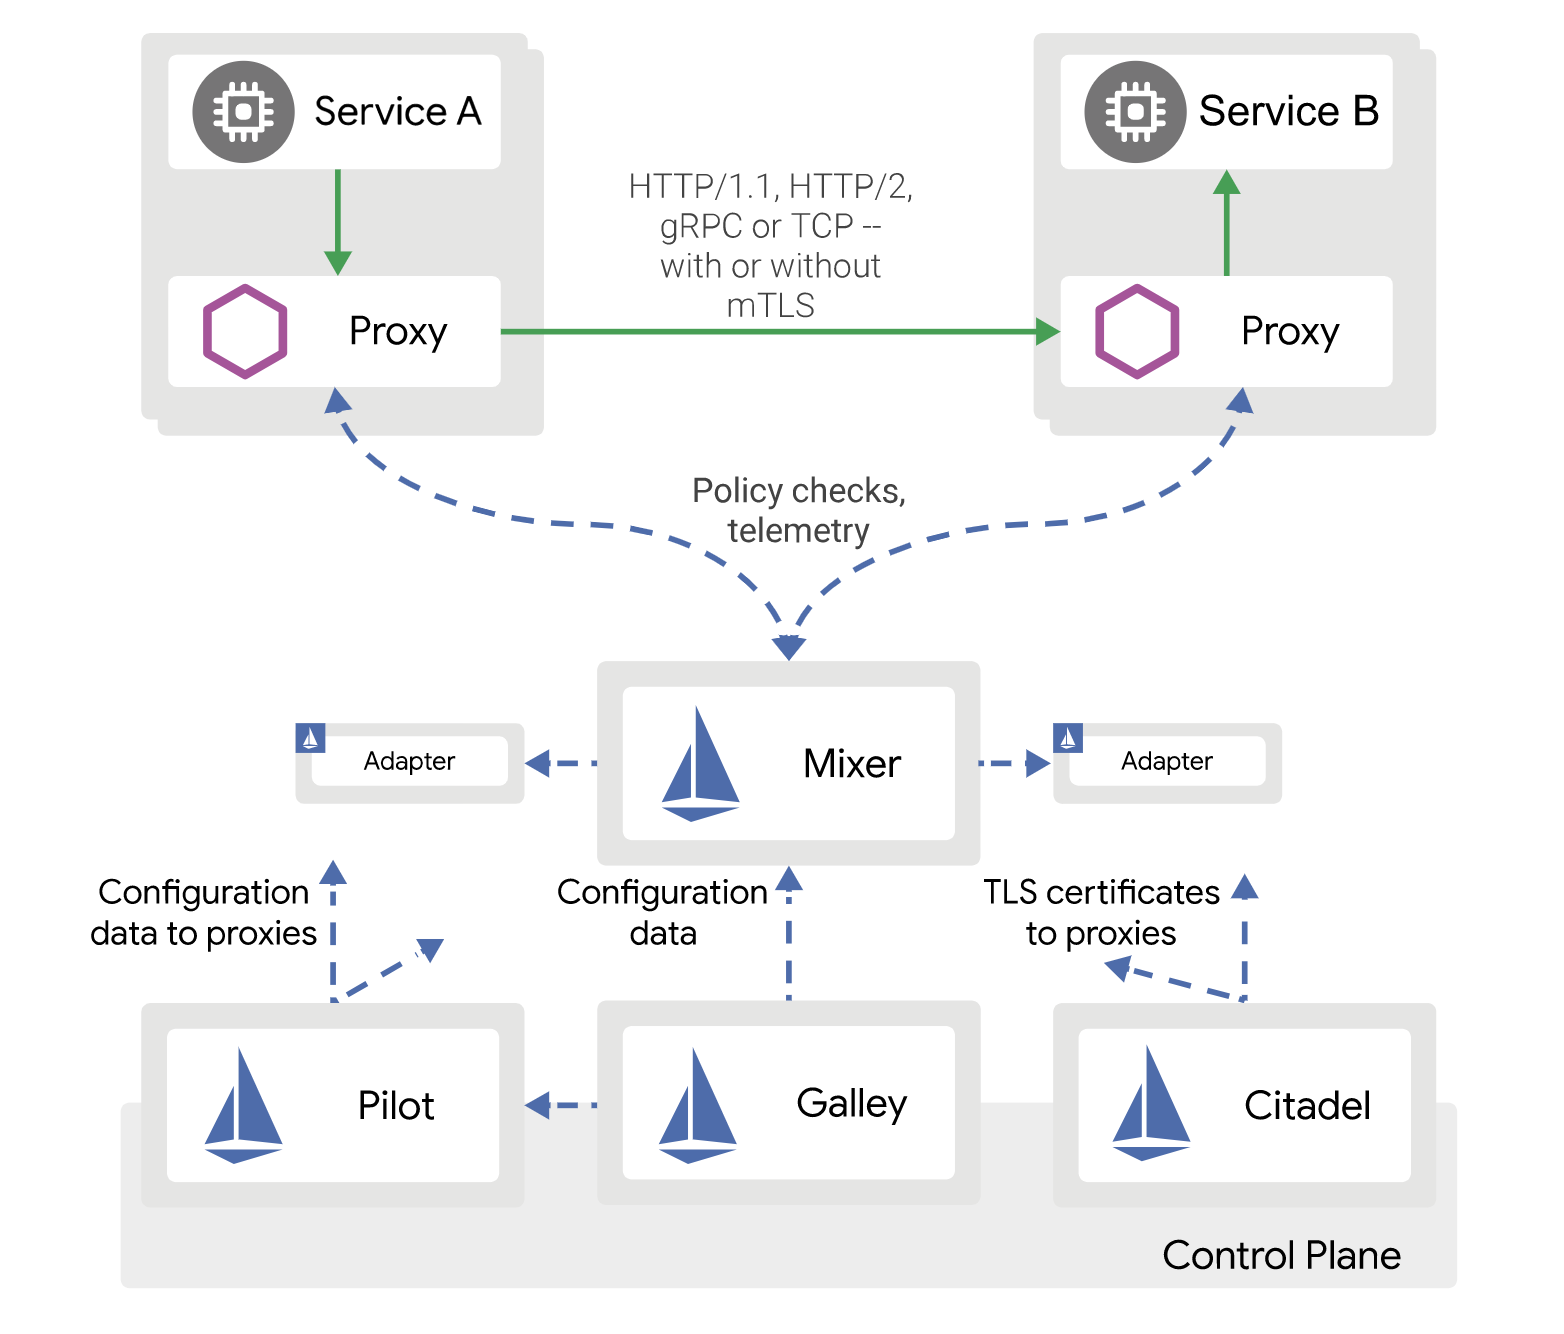 Service A
Service B
HTTP/1.1, HTTP/2,
gRPC or TCP --
with or without
mTLS
Proxy
Proxy
Policy checks,
telemetry
Adapter
Mixer
Adapter
Configuration
data to proxies
Configuration
data
TLS certificates
to proxies
Pilot
Galley
Citadel
Control Plane